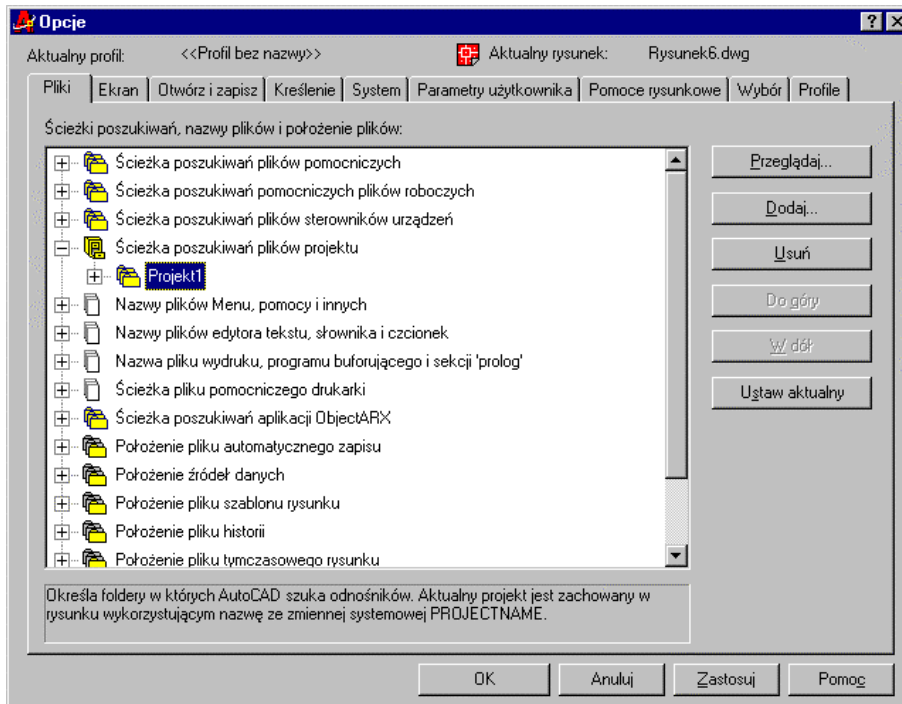 Opcje
Aktualny profil: <<Profil bez nazwy>> Aktualny rysunek: Rysunek6.dwg
Pliki Ekran Otwórz i zapisz Kreślenie System Parametry użytkownika Pomoce rysunkowe Wybór Profile
Ścieżki poszukiwań, nazwy plików i położenie plików:
Ścieżka poszukiwań plików pomocniczych
Ścieżka poszukiwań pomocniczych plików roboczych
Ścieżka poszukiwań plików sterowników urządzeń
Ścieżka poszukiwań plików projektu
Projekt1
Nazwy plików Menu, pomocy i innych
Nazwy plików edytora tekstu, słownika i czcionek
Nazwa pliku wydruku, programu buforującego i sekcji 'prolog'
Ścieżka pliku pomocniczego drukarki
Ścieżka poszukiwań aplikacji ObjectARX
Położenie pliku automatycznego zapisu
Położenie źródeł danych
Położenie pliku szablonu rysunku
Położenie pliku historii
Położenie pliku tymczasowego rysunku
Przeglądaj...
Dodaj...
Usuń
Do góry
W dół
Ustaw aktualny
Określa foldery w których AutoCAD szuka odnośników. Aktualny projekt jest zachowany w
rysunku wykorzystującym nazwę ze zmiennej systemowej PROJECTNAME.
OK Anuluj Zastosuj Pomoc